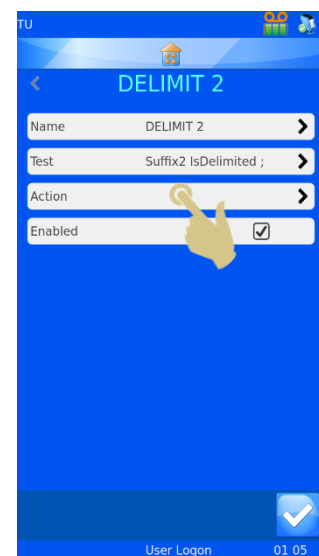 TU
DELIMIT 2
Name DELIMIT 2
Test Suffix2 IsDelimited ;
Action
Enabled
User Logon 01 05